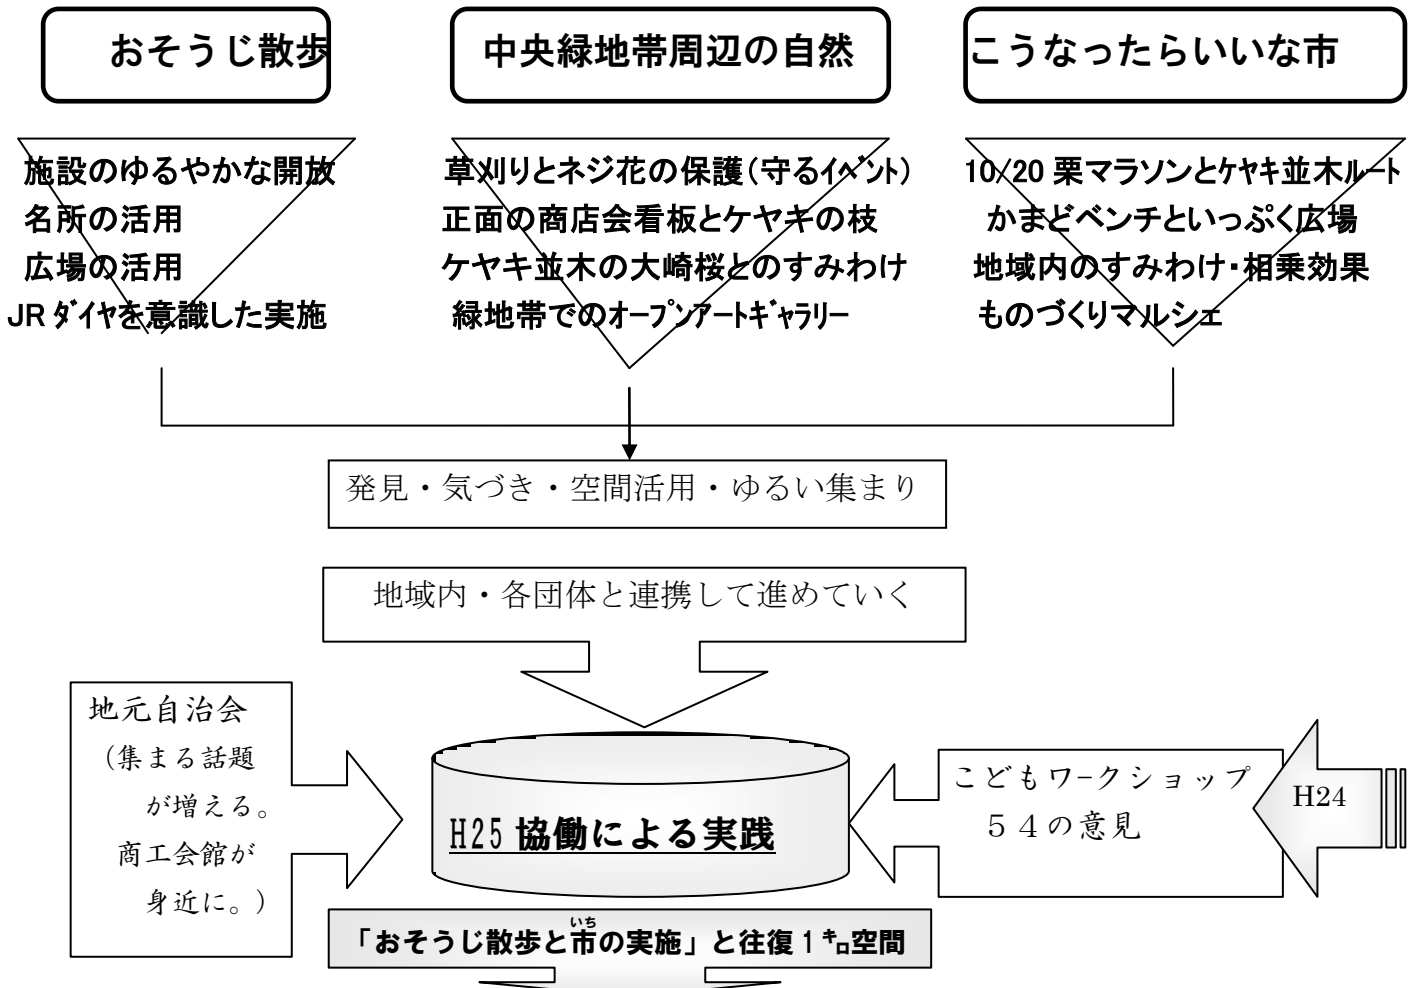 おそうじ散歩
中央緑地帯周辺の自然
こうなったらいいな市
施設のゆるやかな開放
名所の活用
広場の活用
JRダイヤを意識した実施
草刈りとネジ花の保護(守るイベント)
正面の商店会看板とケヤキの枝
ケヤキ並木の大崎桜とのすみわけ
緑地帯でのオープンアートギャラリー
10/20 栗マラソンとケヤキ並木ルート
かまどベンチといっぷく広場
地域内のすみわけ・相乗効果
ものづくりマルシェ
発見・気づき・空間活用・ゆるい集まり
地域内・各団体と連携して進めていく
地元自治会
(集まる話題
が増える。
商工会館が
身近に。)
H25 協働による実践
こどもワークショップ
54の意見
H24
いち
「おそうじ散歩と市の実施」と往復1㌔空間